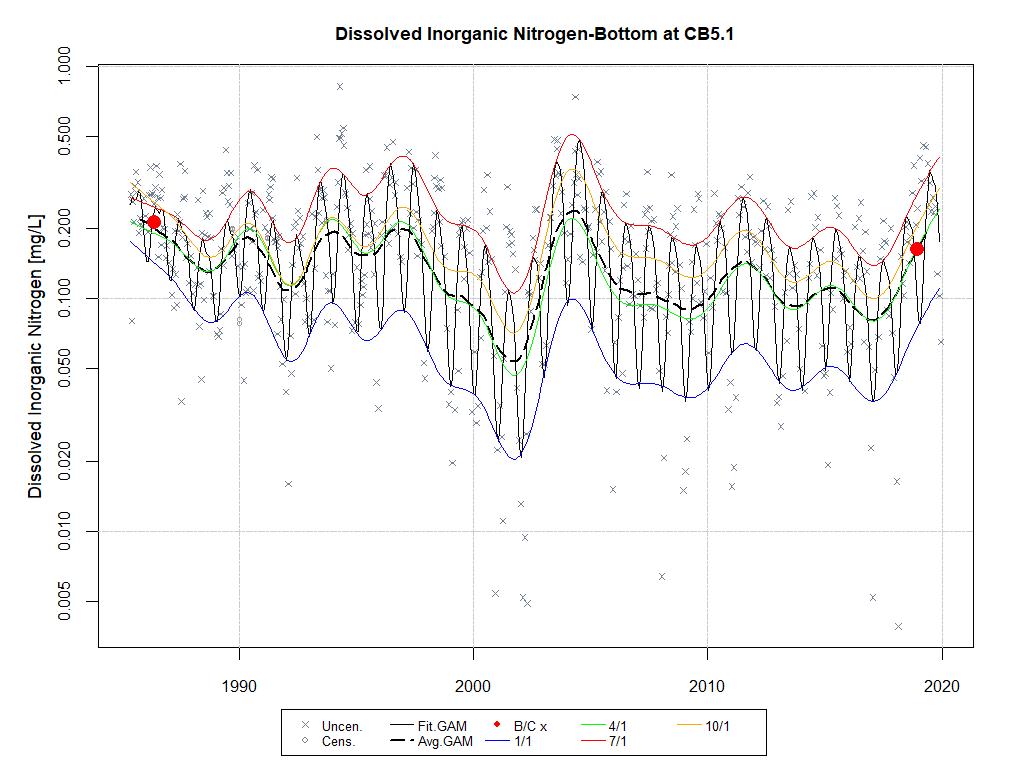 Dissolved Inorganic Nitrogen-Bottom at CB5.1
Dissolved Inorganic Nitrogen [mg/L]
1.000
0.500
0.200
0.100
0.050
0.020
0.010
0.005
1990 2000 2010 2020
Uncen. Fit.GAM B/C x 4/1 10/1
Cens. Avg.GAM 1/1 7/1